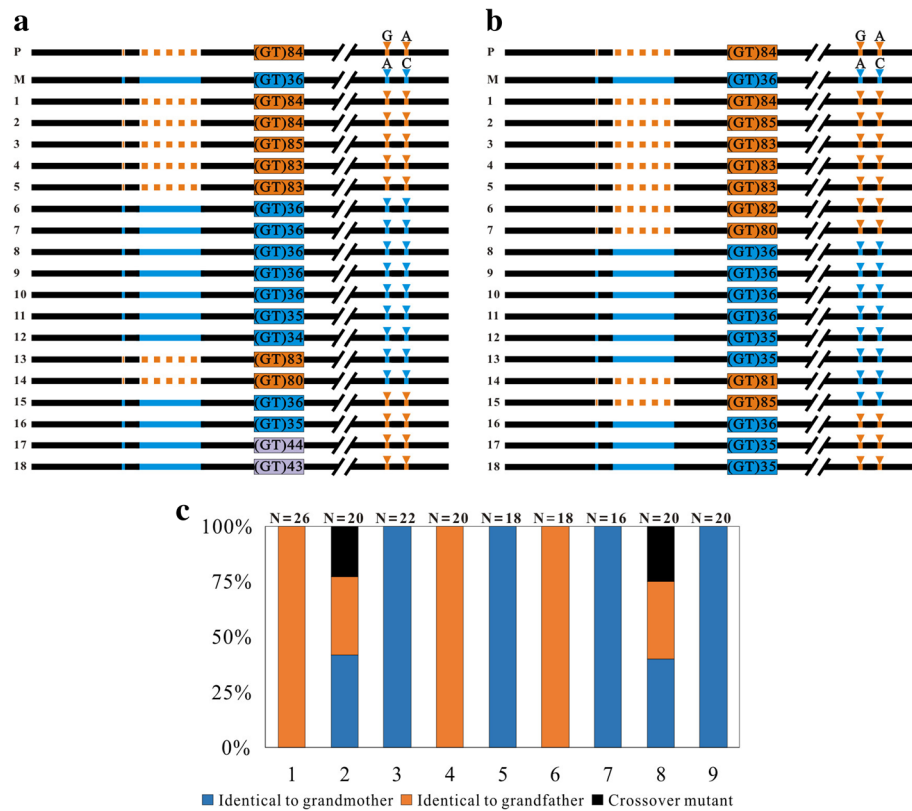 a
G A
P (GT)84
A C
M (GT)36
1 (GT)84
2 (GT)84
3 (GT)85
4 (GT)83
5 (GT)83
6 (GT)36
7 (GT)36
8 (GT)36
9 (GT)36
10 (GT)36
11 (GT)35
12 (GT)34
13 (GT)83
14 (GT)80
15 (GT)36
16 (GT)35
17 (GT)44
18 (GT)43
b
G A
P (GT)84
A C
M (GT)36
1 (GT)84
2 (GT)85
3 (GT)83
4 (GT)83
5 (GT)83
6 (GT)82
7 (GT)80
8 (GT)36
9 (GT)36
10 (GT)36
11 (GT)36
12 (GT)35
13 (GT)35
14 (GT)81
15 (GT)85
16 (GT)36
17 (GT)35
18 (GT)35
c
N=26 N=20 N=22 N=20 N=18 N=18 N=16 N=20 N=20
100%
75%
50%
25%
0%
1 2 3 4 5 6 7 8 9
Identical to grandmother Identical to grandfather Crossover mutant